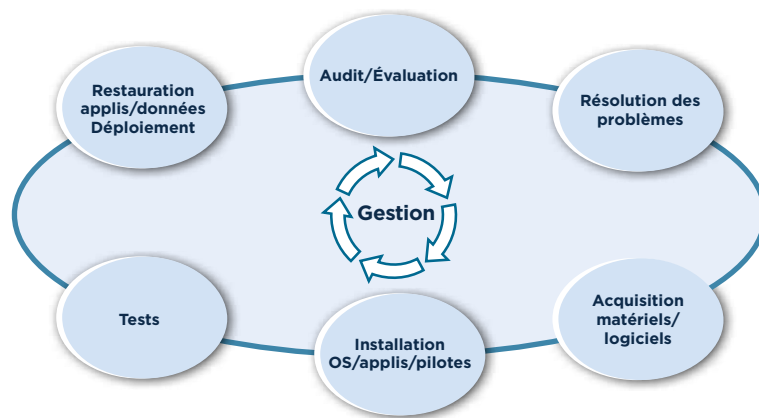 Audit/Évaluation
Résolution des
problèmes
Acquisition
matériels/
logiciels
Installation
OS/applis/pilotes
Tests
Restauration
applis/données
Déploiement
Gestion